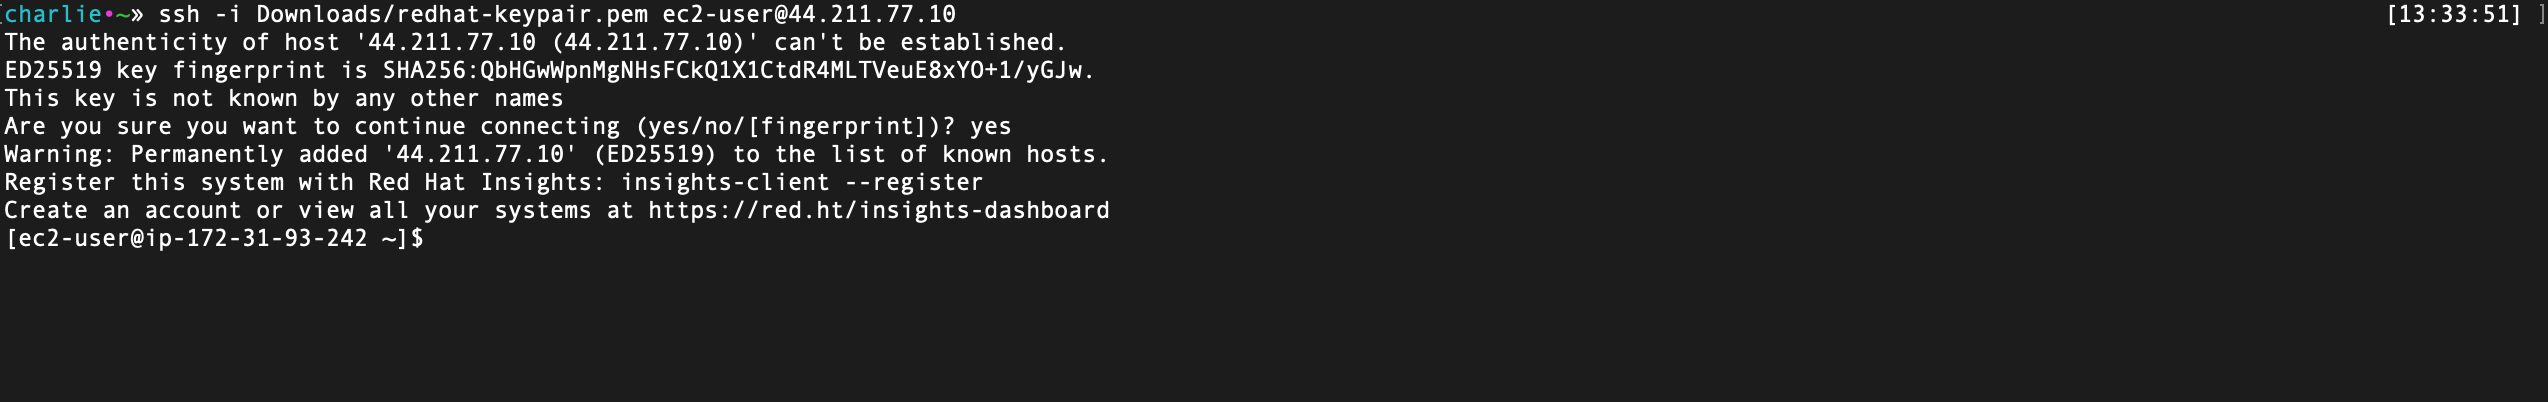 charlie•~» ssh -i Downloads/redhat-keypair.pem ec2-user@44.211.77.10 [13:33:51]
The authenticity of host '44.211.77.10 (44.211.77.10)' can't be established.
ED25519 key fingerprint is SHA256:QbHGwWpnMgNHsFCkQ1X1CtdR4MLTVeuE8xYO+1/yGJw.
This key is not known by any other names
Are you sure you want to continue connecting (yes/no/[fingerprint])? yes
Warning: Permanently added '44.211.77.10' (ED25519) to the list of known hosts.
Register this system with Red Hat Insights: insights-client --register
Create an account or view all your systems at https://red.ht/insights-dashboard
[ec2-user@ip-172-31-93-242 ~]$